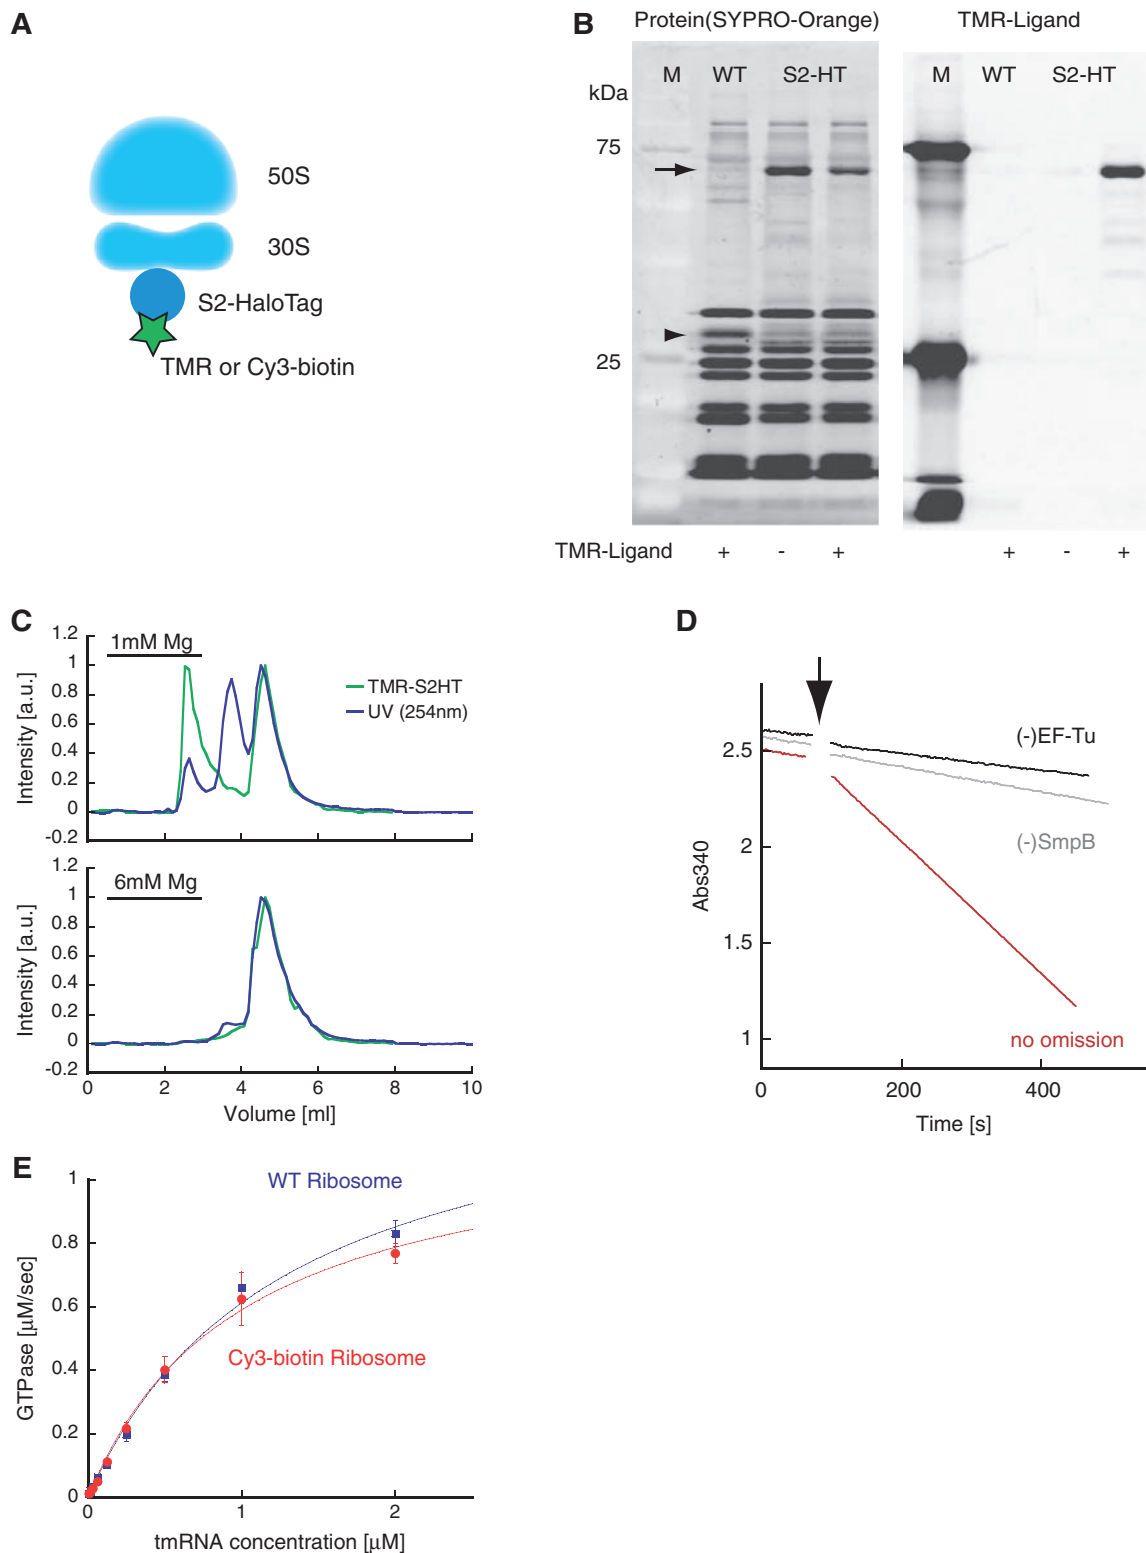 A
50S
30S
S2-HaloTag
TMR or Cy3-biotin
B
Protein(SYPRO-Orange)
TMR-Ligand
M WT S2-HT
M WT S2-HT
kDa
75
25
TMR-Ligand + - +
+ - +
C
1.2
1
0.8
0.6
0.4
0.2
0
-0.2
Intensity [a.u.]
1mM Mg
TMR-S2HT
UV (254nm)
1.2
1
0.8
0.6
0.4
0.2
0
-0.2
Intensity [a.u.]
6mM Mg
0 2 4 6 8 10
Volume [ml]
D
2.5
2
1.5
1
Abs340
(-)EF-Tu
(-)SmpB
no omission
0 200 400
Time [s]
E
1
0.8
0.6
0.4
0.2
0
GTPase [μM/sec]
WT Ribosome
Cy3-biotin Ribosome
0 1 2
tmRNA concentration [μM]